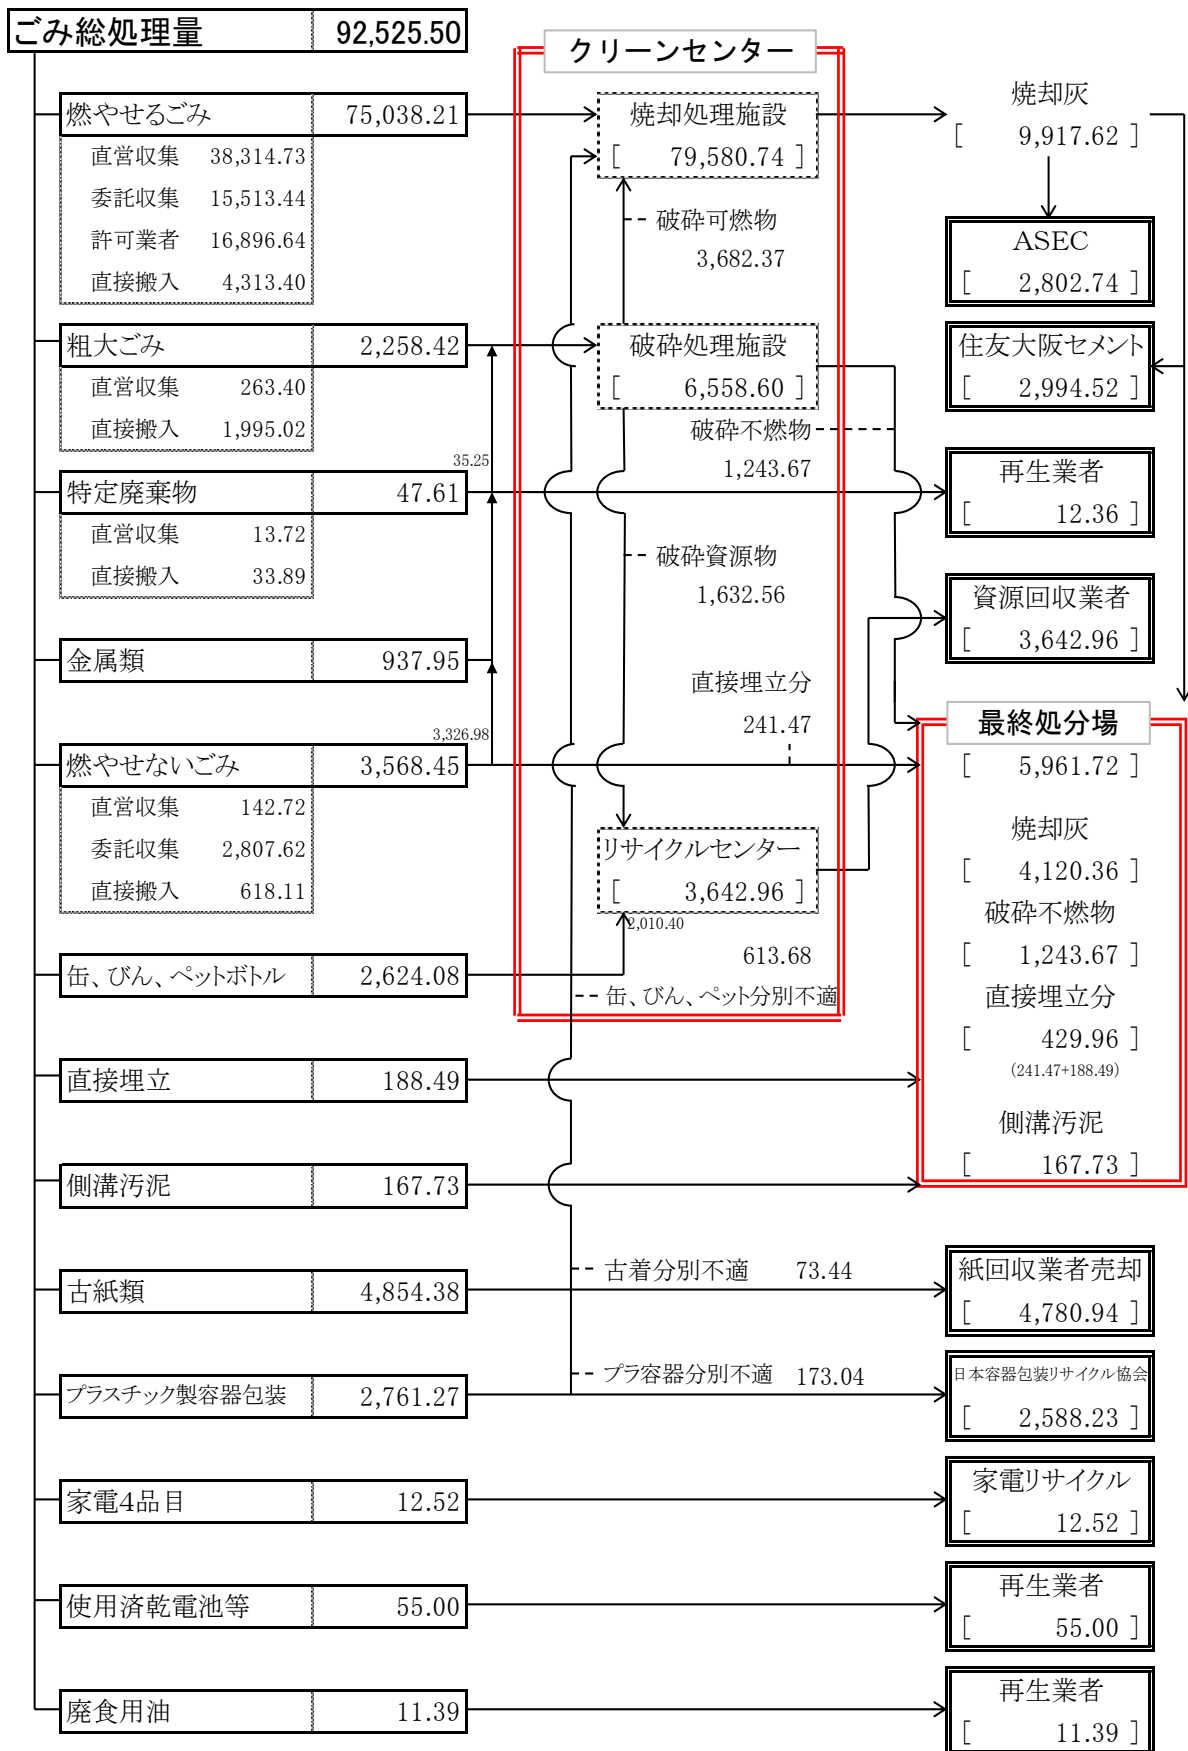 ごみ総処理量 92,525.50
クリーンセンター
燃やせるごみ 75,038.21
直営収集 38,314.73
委託収集 15,513.44
許可業者 16,896.64
直接搬入 4,313.40
焼却処理施設
[ 79,580.74 ]
焼却灰
[ 9,917.62 ]
破砕可燃物
3,682.37
ASEC
[ 2,802.74 ]
粗大ごみ 2,258.42
直営収集 263.40
直接搬入 1,995.02
破砕処理施設
[ 6,558.60 ]
住友大阪セメント
[ 2,994.52 ]
破砕不燃物
1,243.67
35.25
特定廃棄物 47.61
直営収集 13.72
直接搬入 33.89
再生業者
[ 12.36 ]
破砕資源物
1,632.56
資源回収業者
[ 3,642.96 ]
金属類 937.95
直接埋立分
241.47
3,326.98
燃やせないごみ 3,568.45
直営収集 142.72
委託収集 2,807.62
直接搬入 618.11
リサイクルセンター
[ 3,642.96 ]
2,010.40
613.68
缶、びん、ペットボトル 2,624.08
缶、びん、ペット分別不適
最終処分場
[ 5,961.72 ]
焼却灰
[ 4,120.36 ]
破砕不燃物
[ 1,243.67 ]
直接埋立分
[ 429.96 ]
(241.47+188.49)
側溝汚泥
[ 167.73 ]
直接埋立 188.49
側溝汚泥 167.73
古紙類 4,854.38
古着分別不適 73.44
紙回収業者売却
[ 4,780.94 ]
プラスチック製容器包装 2,761.27
プラ容器分別不適 173.04
日本容器包装リサイクル協会
[ 2,588.23 ]
家電4品目 12.52
家電リサイクル
[ 12.52 ]
使用済乾電池等 55.00
再生業者
[ 55.00 ]
廃食用油 11.39
再生業者
[ 11.39 ]